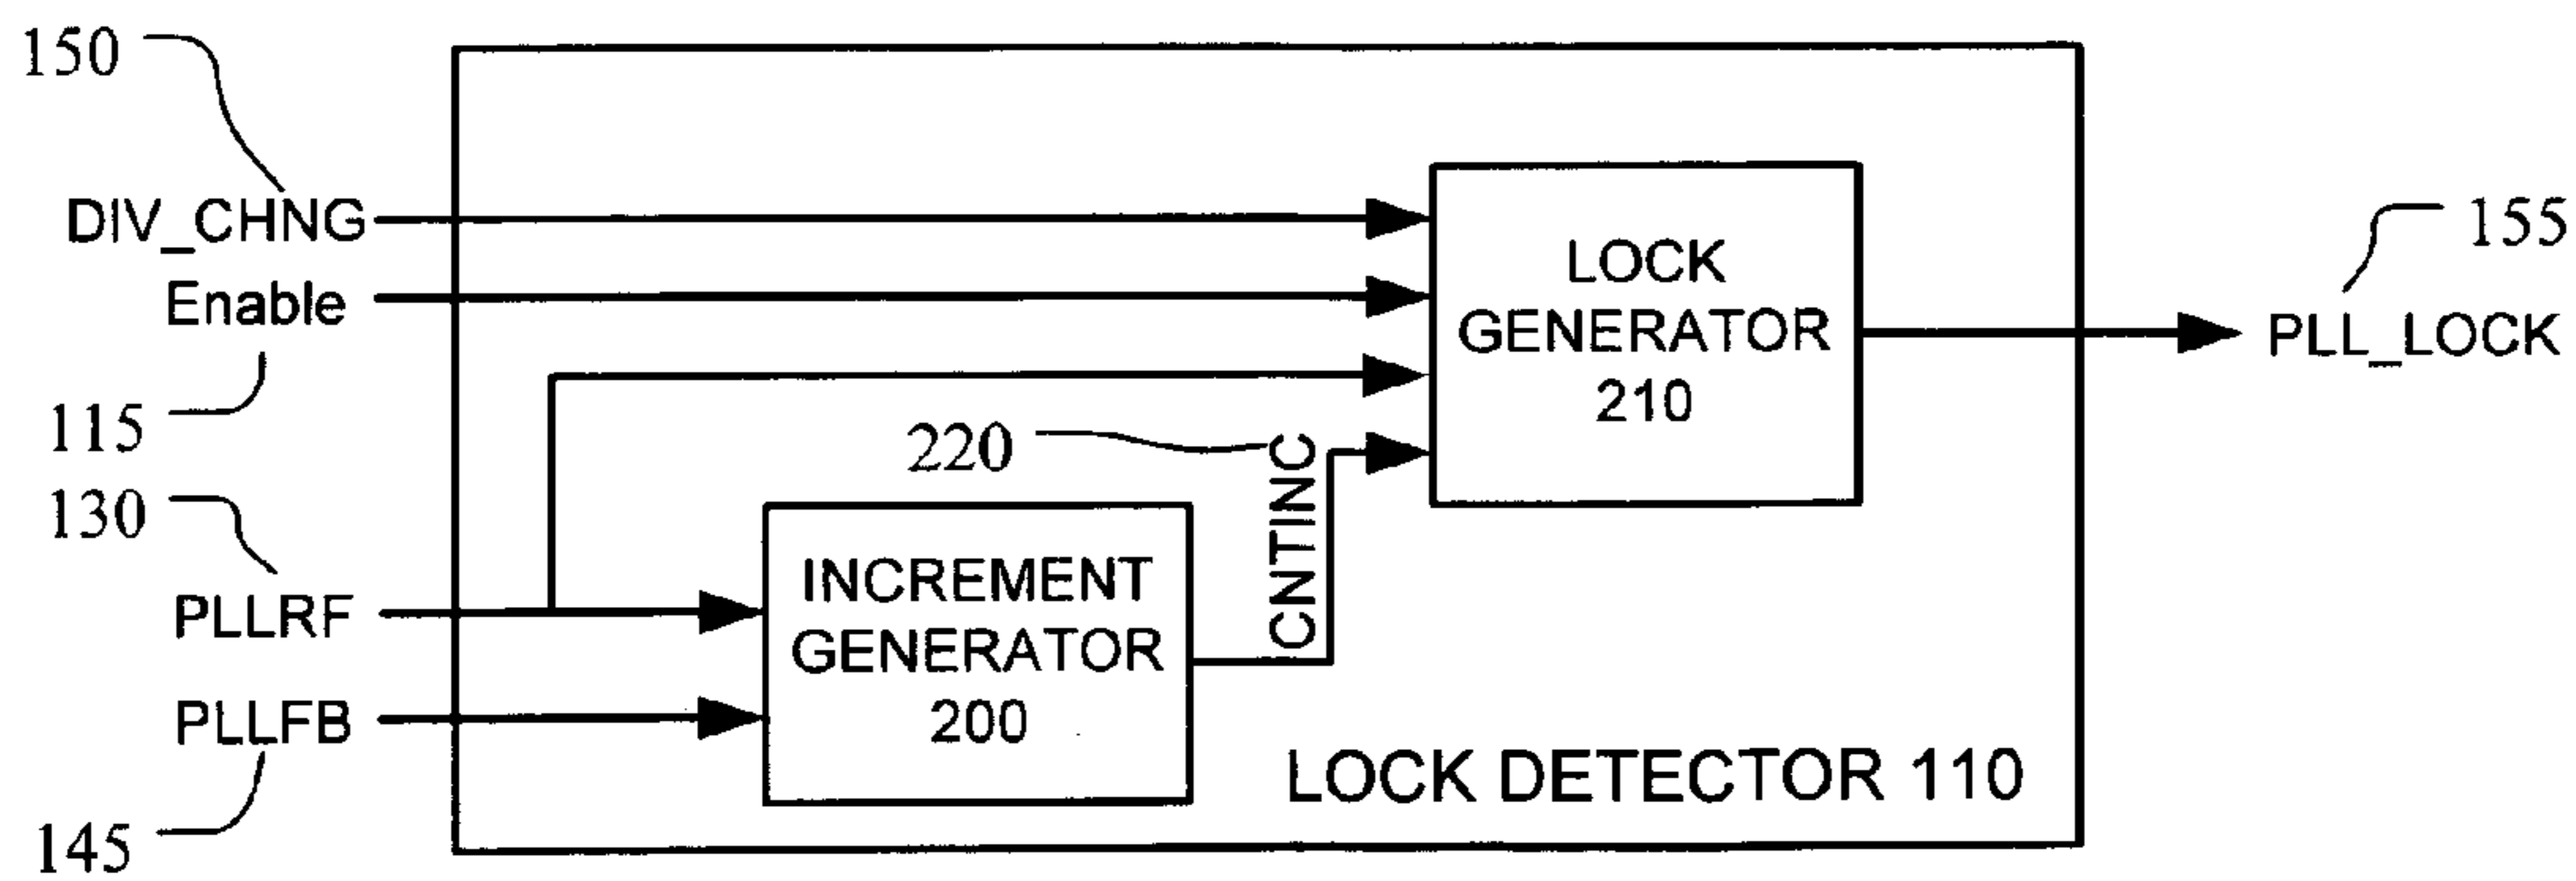 150
DIV_CHNG
Enable
115
130
PLLRF
PLLFB
145
LOCK
GENERATOR
210
220
CNTINC
INCREMENT
GENERATOR
200
LOCK DETECTOR 110
155
PLL_LOCK